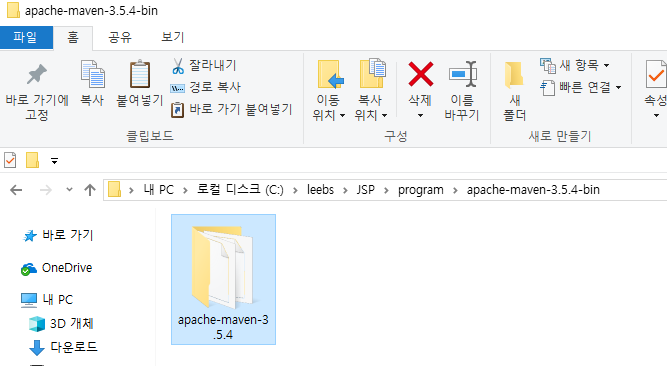 apache-maven-3.5.4-bin
파일 홈 공유 보기
바로 가기에
고정
복사
붙여넣기
잘라내기
경로 복사
바로 가기 붙여넣기
클립보드
이동
위치
복사
위치
삭제
이름
바꾸기
구성
새
폴더
새 항목
빠른 연결
새로 만들기
속성
내 PC > 로컬 디스크 (C:) > leebs > JSP > program > apache-maven-3.5.4-bin
바로 가기
OneDrive
내 PC
3D 개체
다운로드
apache-maven-3
.5.4